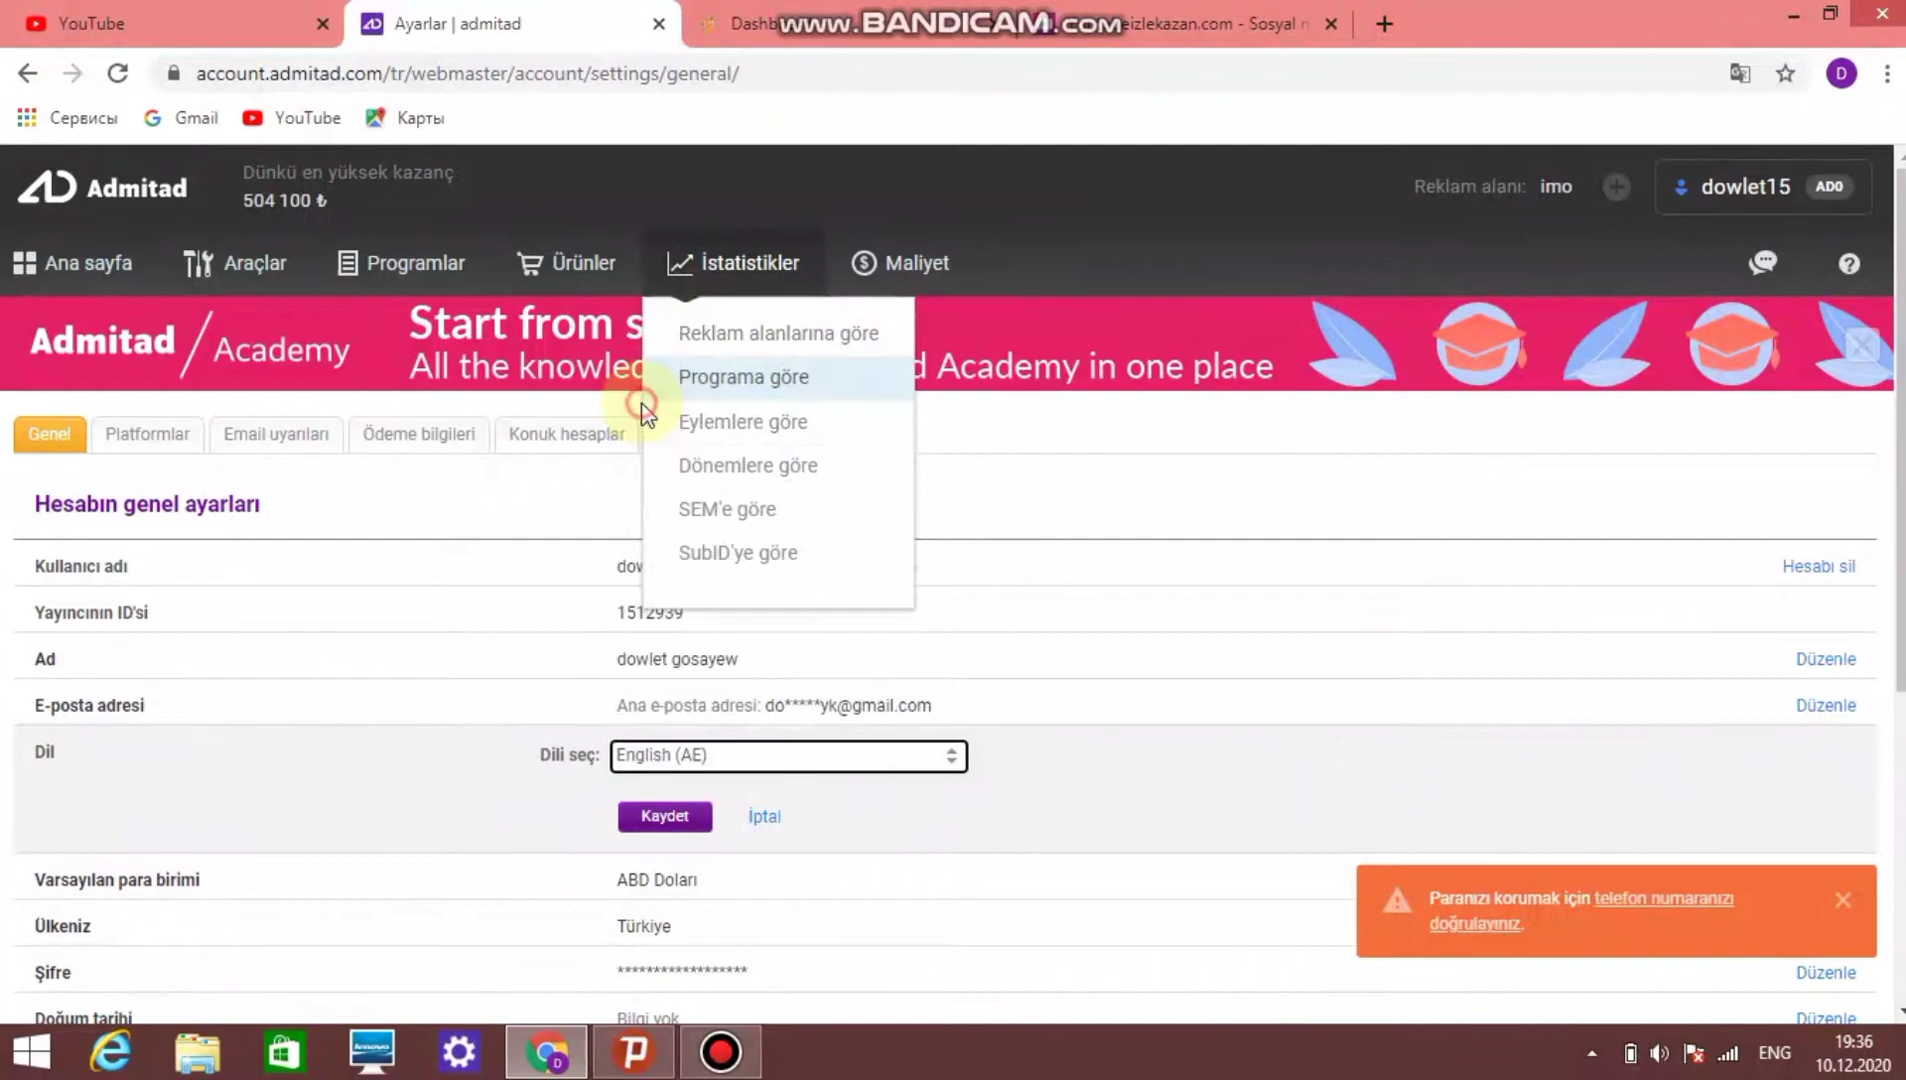 YouTube
Ayarlar | admitad
Dashb
www.BANDICAM.com
eizlekazan.com - Sosyal
account.admitad.com/tr/webmaster/account/settings/general/
D
Сервисы
Gmail
YouTube
Карты
Admitad
Dünkü en yüksek kazanç
504 100 ₺
Reklam alanı: imo
dowlet15 AD0
Ana sayfa
Araçlar
Programlar
Ürünler
İstatistikler
Maliyet
Admitad / Academy
Start from s
All the knowled
d Academy in one place
Reklam alanlarına göre
Programa göre
Eylemlere göre
Dönemlere göre
SEM'e göre
SubID'ye göre
Genel
Platformlar
Email uyarıları
Ödeme bilgileri
Konuk hesaplar
Hesabın genel ayarları
Kullanıcı adı
dow
Hesabı sil
Yayıncının ID'si
1512939
Ad
dowlet gosayew
Düzenle
E-posta adresi
Ana e-posta adresi: do*****yk@gmail.com
Düzenle
Dil
Dili seç: English (AE)
Kaydet
İptal
Varsayılan para birimi
ABD Doları
Ülkeniz
Türkiye
Paranızı korumak için telefon numaranızı
doğrulayınız.
Şifre
******************
Düzenle
Doğum tarihi
Bilgi yok
Düzenle
lenovo
D
ENG
19:36
10.12.2020